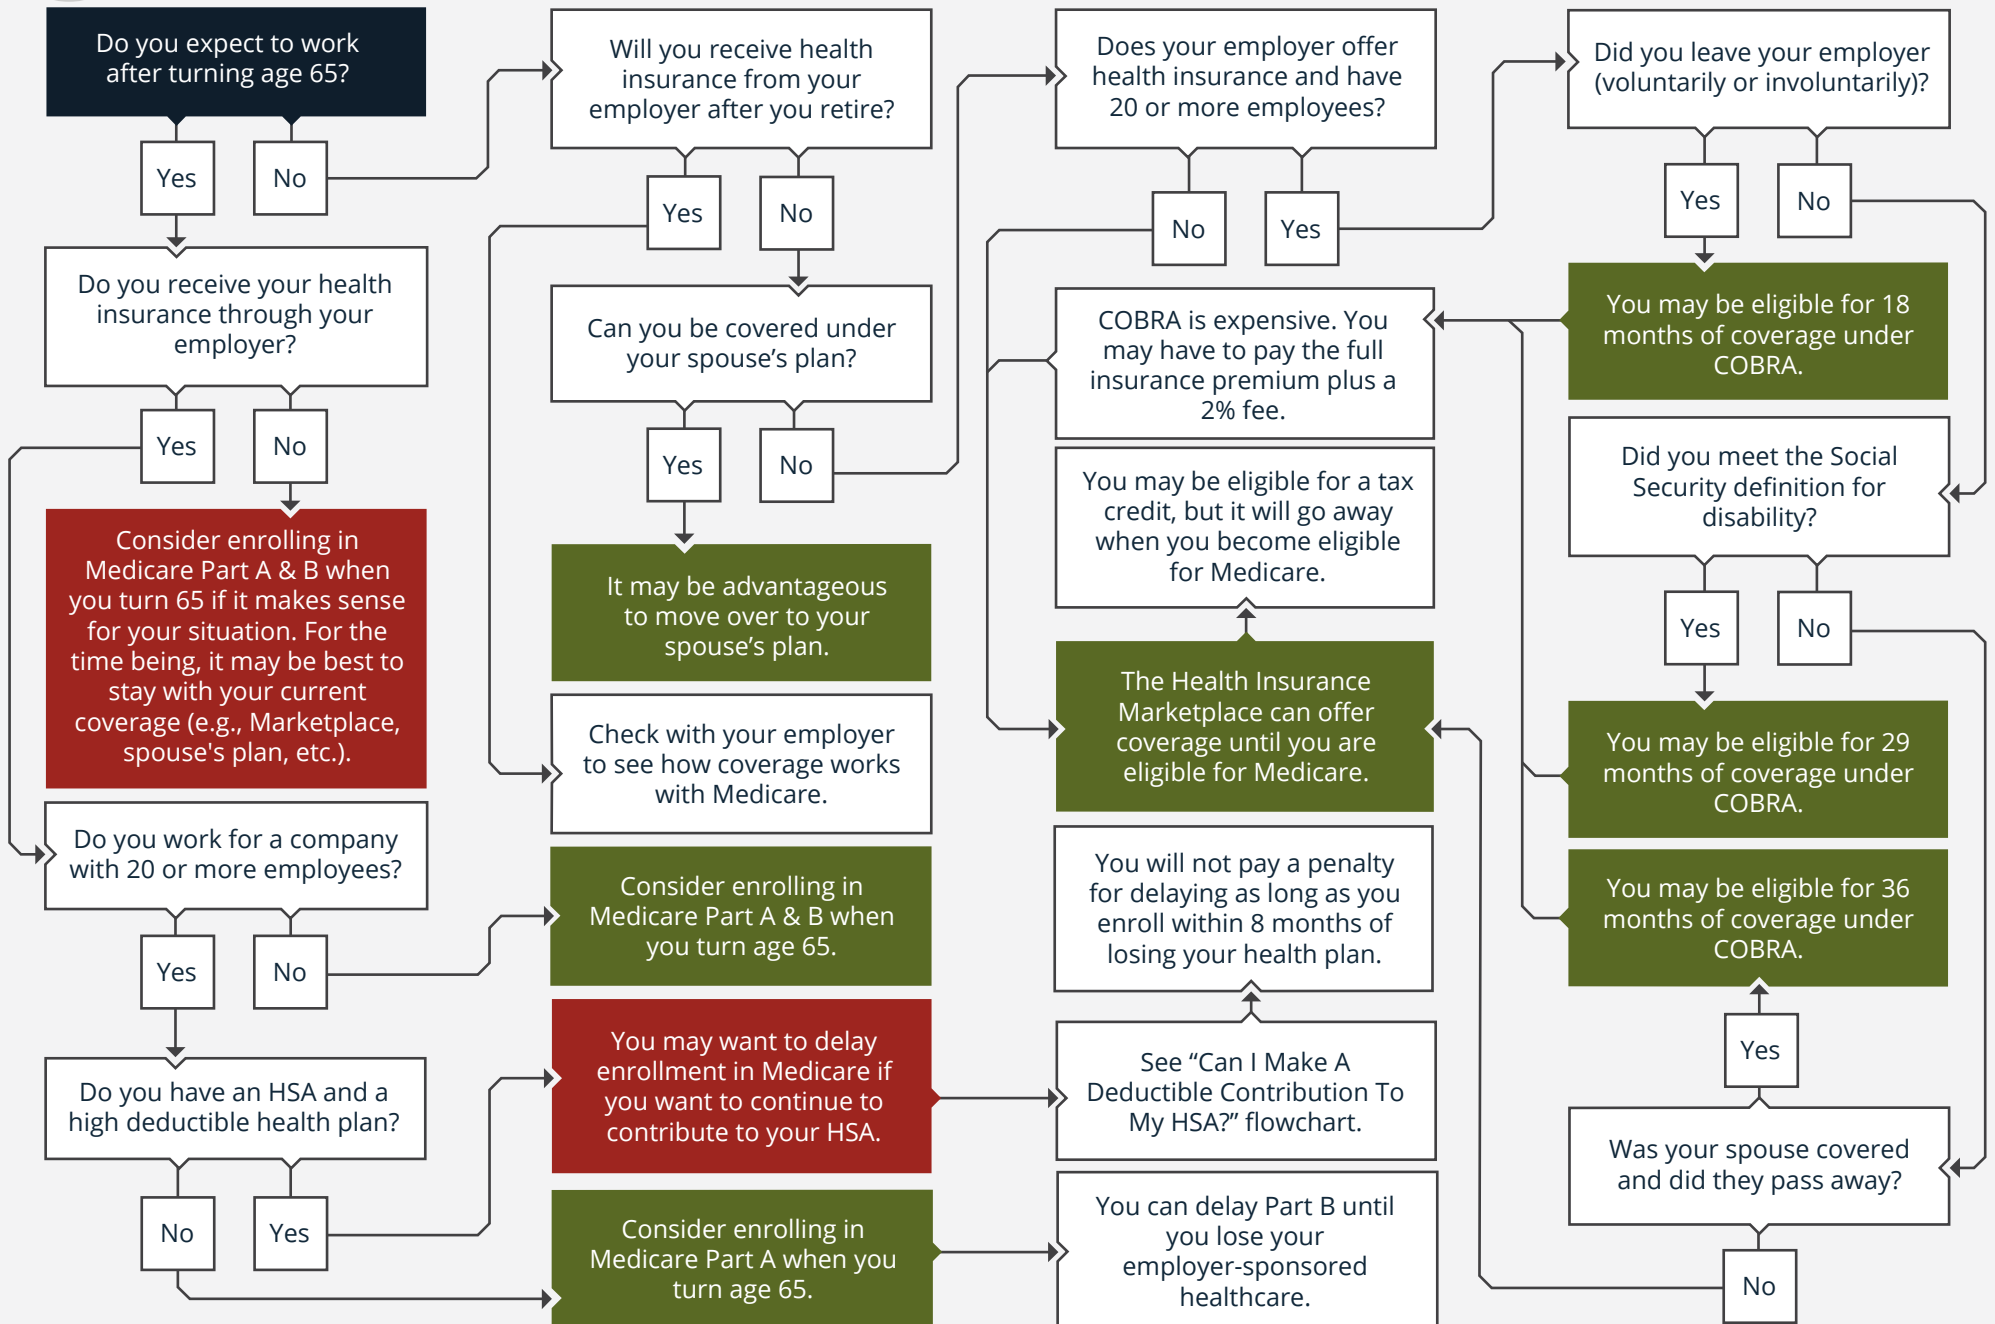 Do you expect to work
after turning age 65?
Yes
No
Do you receive your health
insurance through your
employer?
Yes
No
Consider enrolling in
Medicare Part A & B when
you turn 65 if it makes sense
for your situation. For the
time being, it may be best to
stay with your current
coverage (e.g., Marketplace,
spouse's plan, etc.).
Do you work for a company
with 20 or more employees?
Yes
No
Do you have an HSA and a
high deductible health plan?
No
Yes
Will you receive health
insurance from your
employer after you retire?
Yes
No
Can you be covered under
your spouse’s plan?
Yes
No
It may be advantageous
to move over to your
spouse’s plan.
Check with your employer
to see how coverage works
with Medicare.
Consider enrolling in
Medicare Part A & B when
you turn age 65.
You may want to delay
enrollment in Medicare if
you want to continue to
contribute to your HSA.
Consider enrolling in
Medicare Part A when you
turn age 65.
Does your employer offer
health insurance and have
20 or more employees?
No
Yes
COBRA is expensive. You
may have to pay the full
insurance premium plus a
2% fee.
You may be eligible for a tax
credit, but it will go away
when you become eligible
for Medicare.
The Health Insurance
Marketplace can offer
coverage until you are
eligible for Medicare.
You will not pay a penalty
for delaying as long as you
enroll within 8 months of
losing your health plan.
See “Can I Make A
Deductible Contribution To
My HSA?” flowchart.
You can delay Part B until
you lose your
employer-sponsored
healthcare.
Did you leave your employer
(voluntarily or involuntarily)?
Yes
No
You may be eligible for 18
months of coverage under
COBRA.
Did you meet the Social
Security definition for
disability?
Yes
No
You may be eligible for 29
months of coverage under
COBRA.
You may be eligible for 36
months of coverage under
COBRA.
Yes
Was your spouse covered
and did they pass away?
No